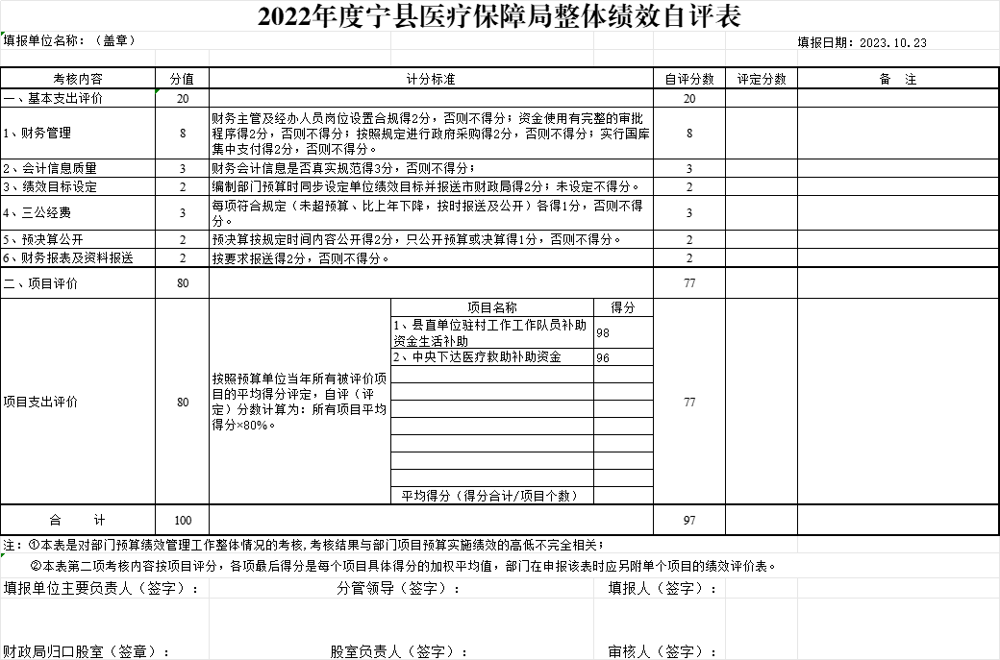 2022年度宁县医疗保障局整体绩效自评表
填报单位名称：（盖章）
填报日期：2023.10.23
考核内容 分值 计分标准 自评分数 评定分数 备 注
一、基本支出评价 20 20
1、财务管理 8 财务主管及经办人员岗位设置合规得2分，否则不得分；资金使用有完整的审批
程序得2分，否则不得分；按照规定进行政府采购得2分，否则不得分；实行国库
集中支付得2分，否则不得分。 8
2、会计信息质量 3 财务会计信息是否真实规范得3分，否则不得分； 3
3、绩效目标设定 2 编制部门预算时同步设定单位绩效目标并报送市财政局得2分；未设定不得分。 2
4、三公经费 3 每项符合规定（未超预算、比上年下降，按时报送及公开）各得1分，否则不得
分。 3
5、预决算公开 2 预决算按规定时间内容公开得2分，只公开预算或决算得1分，否则不得分。 2
6、财务报表及资料报送 2 按要求报送得2分，否则不得分。 2
二、项目评价 80 77
项目支出评价 80 按照预算单位当年所有被评价项
目的平均得分评定，自评（评
定）分数计算为：所有项目平均
得分×80%。
项目名称 得分
1、县直单位驻村工作工作队员补助
资金生活补助 98
2、中央下达医疗救助补助资金 96
平均得分（得分合计/项目个数）
77
合 计 100 97
注：①本表是对部门预算绩效管理工作整体情况的考核,考核结果与部门项目预算实施绩效的高低不完全相关；
②本表第二项考核内容按项目评分，各项最后得分是每个项目具体得分的加权平均值，部门在申报该表时应另附单个项目的绩效评价表。
填报单位主要负责人（签字）： 分管领导（签字）： 填报人（签字）：
财政局归口股室（签章）： 股室负责人（签字）： 审核人（签字）：